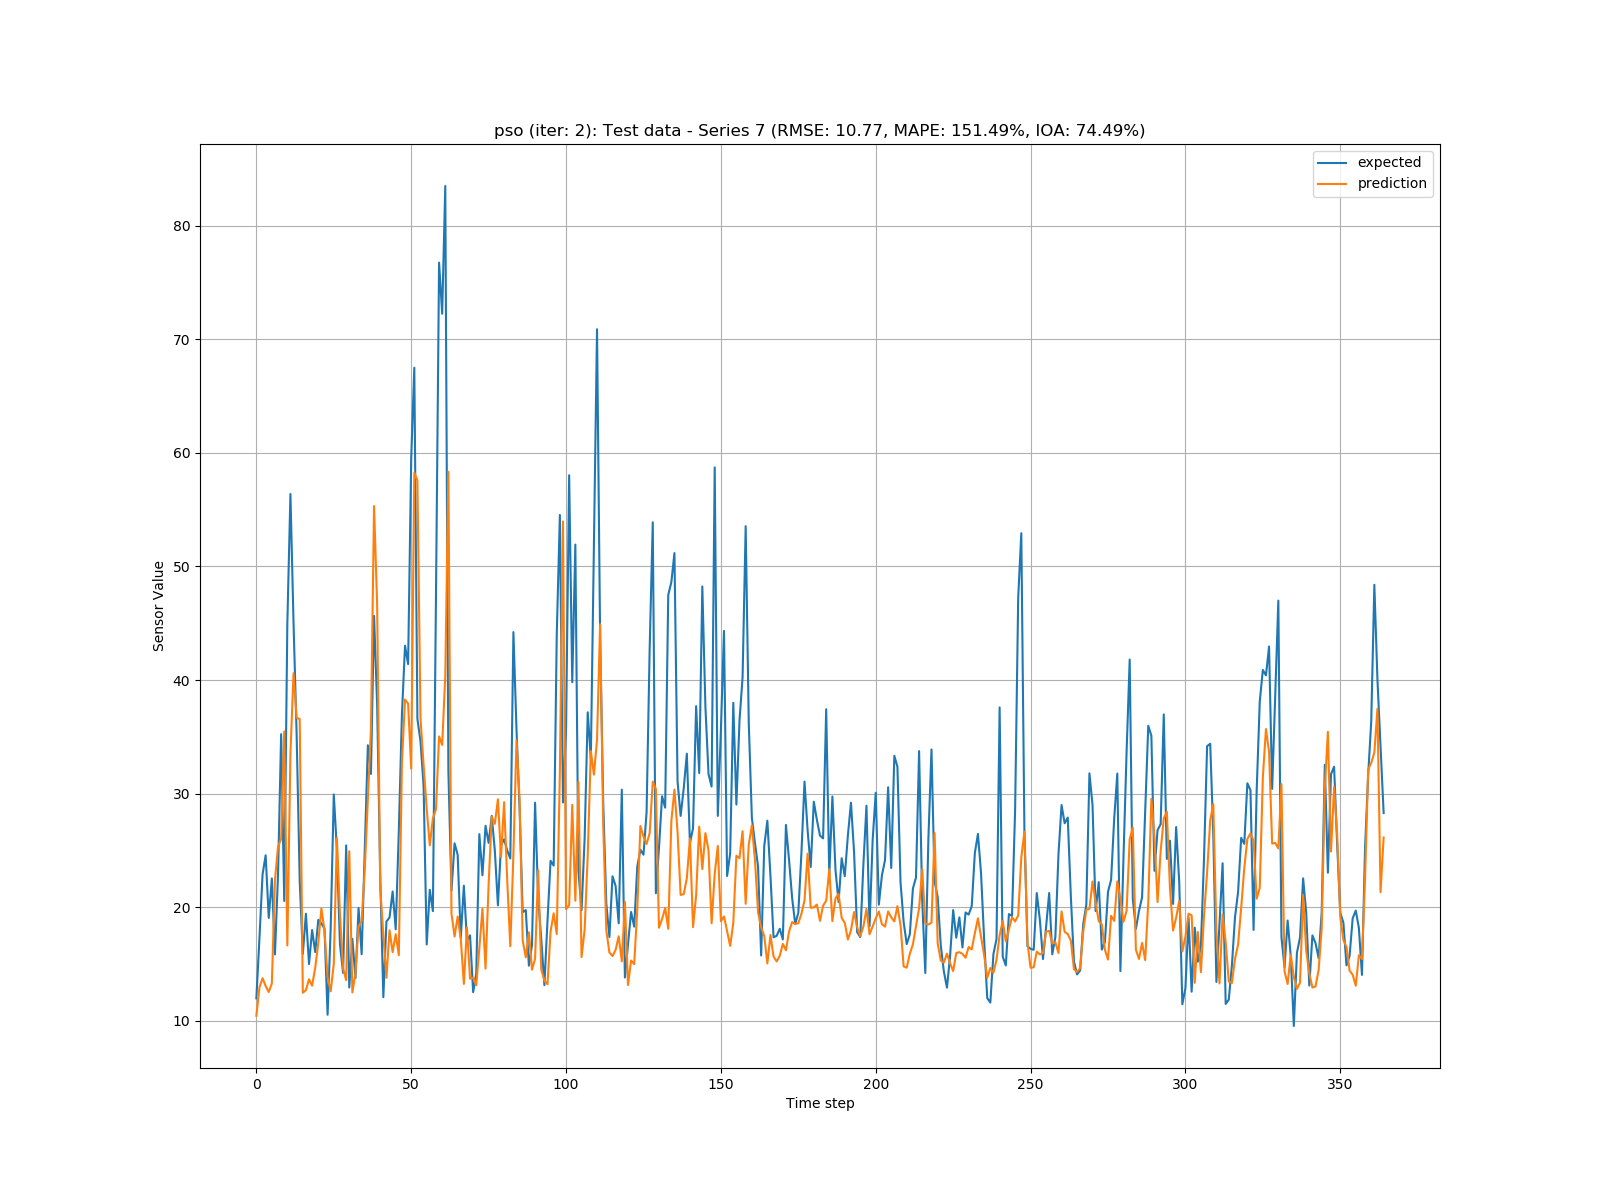 pso (iter: 2): Test data - Series 7 (RMSE: 10.77, MAPE: 151.49%, IOA: 74.49%)
expected
prediction
80
70
60
50
40
30
20
10
Sensor Value
0 50 100 150 200 250 300 350
Time step